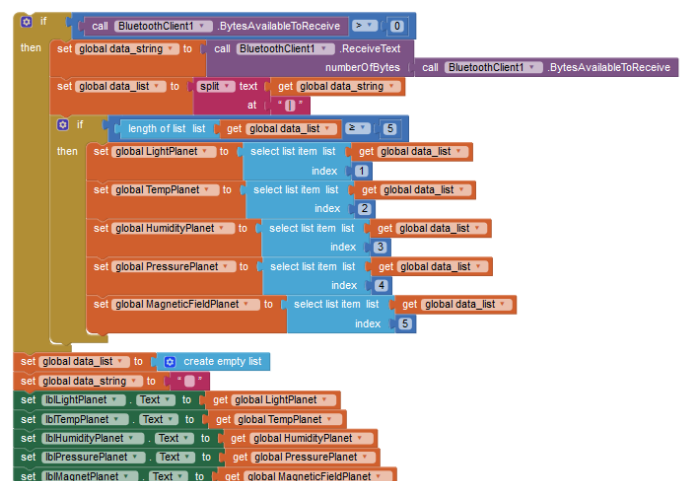 if call BluetoothClient1 .BytesAvailableToReceive > 0
then set global data_string to call BluetoothClient1 .ReceiveText
numberOfBytes call BluetoothClient1 .BytesAvailableToReceive
set global data_list to split text get global data_string
at " | "
if length of list list get global data_list ≥ 5
then set global LightPlanet to select list item list get global data_list
index 1
set global TempPlanet to select list item list get global data_list
index 2
set global HumidityPlanet to select list item list get global data_list
index 3
set global PressurePlanet to select list item list get global data_list
index 4
set global MagneticFieldPlanet to select list item list get global data_list
index 5
set global data_list to create empty list
set global data_string to " "
set lblLightPlanet . Text to get global LightPlanet
set lblTempPlanet . Text to get global TempPlanet
set lblHumidityPlanet . Text to get global HumidityPlanet
set lblPressurePlanet . Text to get global PressurePlanet
set lblMagnetPlanet . Text to get global MagneticFieldPlanet